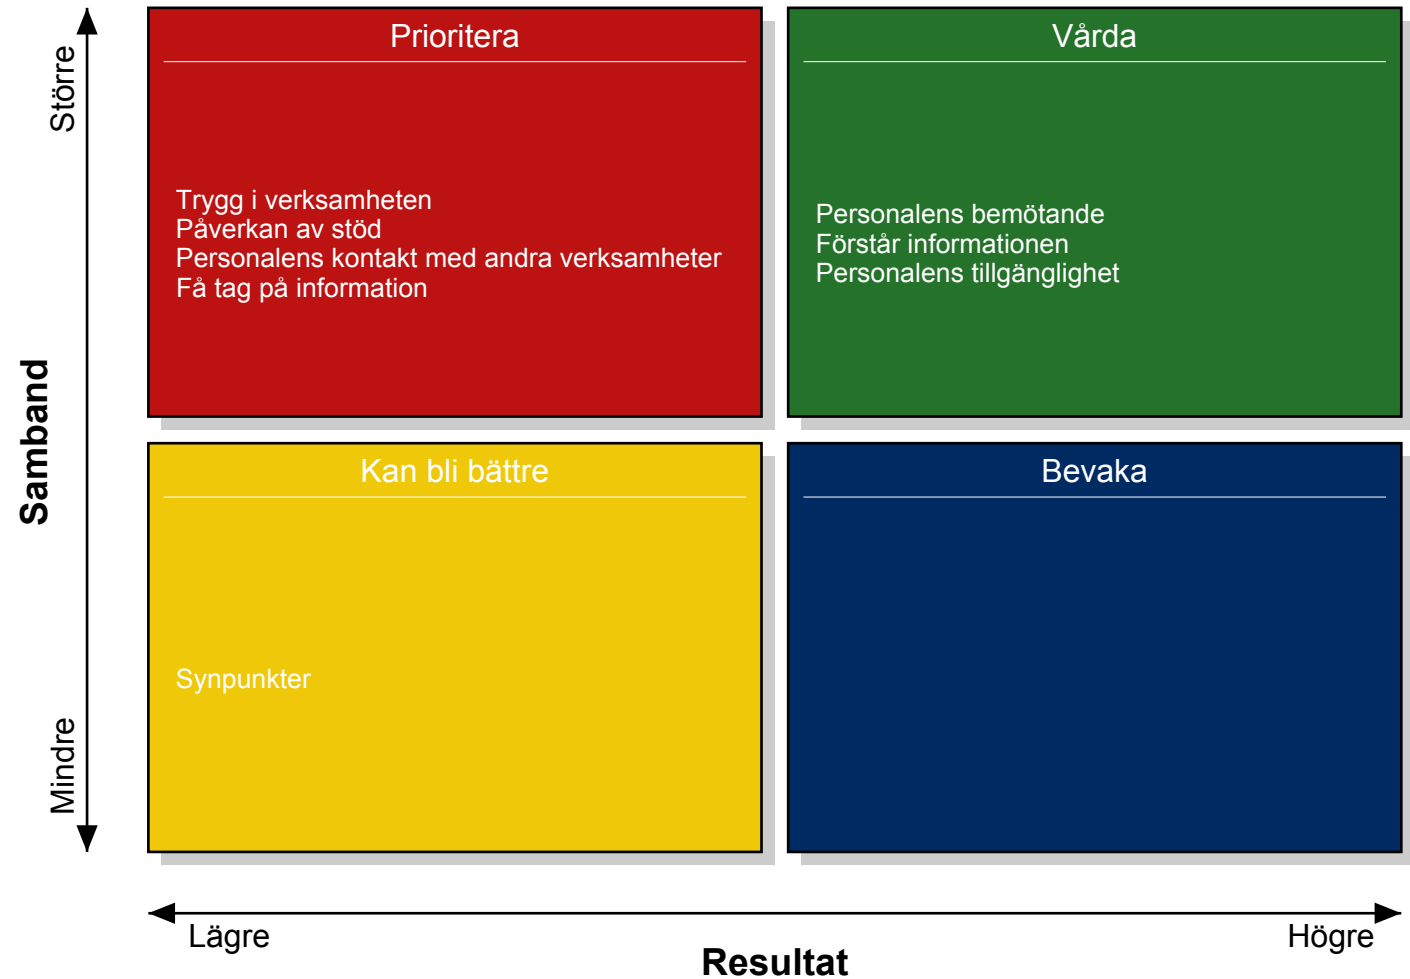 Större
Mindre
Samband
Prioritera
Trygg i verksamheten
Påverkan av stöd
Personalens kontakt med andra verksamheter
Få tag på information
Vårda
Personalens bemötande
Förstår informationen
Personalens tillgänglighet
Kan bli bättre
Synpunkter
Bevaka
Lägre
Högre
Resultat